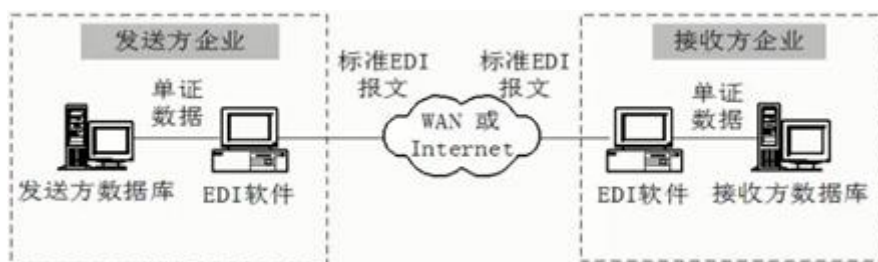 发送方企业
接收方企业
标准EDI
报文
标准EDI
报文
单证
数据
WAN 或
Internet
单证
数据
发送方数据库
EDI软件
EDI软件
接收方数据库